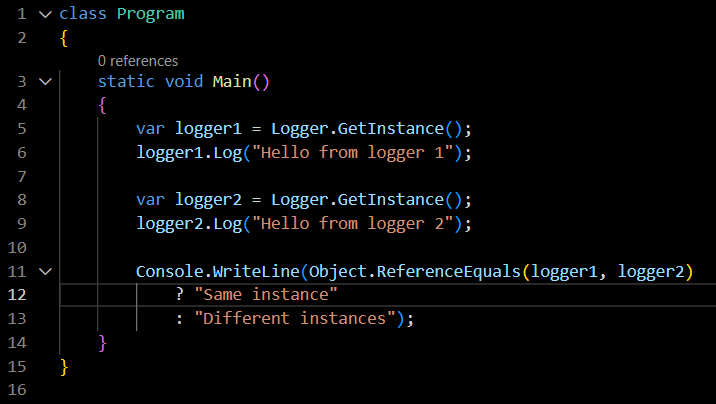 1 class Program
2 {
0 references
3 static void Main()
4 {
5 var logger1 = Logger.GetInstance();
6 logger1.Log("Hello from logger 1");
7
8 var logger2 = Logger.GetInstance();
9 logger2.Log("Hello from logger 2");
10
11 Console.WriteLine(Object.ReferenceEquals(logger1, logger2)
12 ? "Same instance"
13 : "Different instances");
14 }
15 }
16